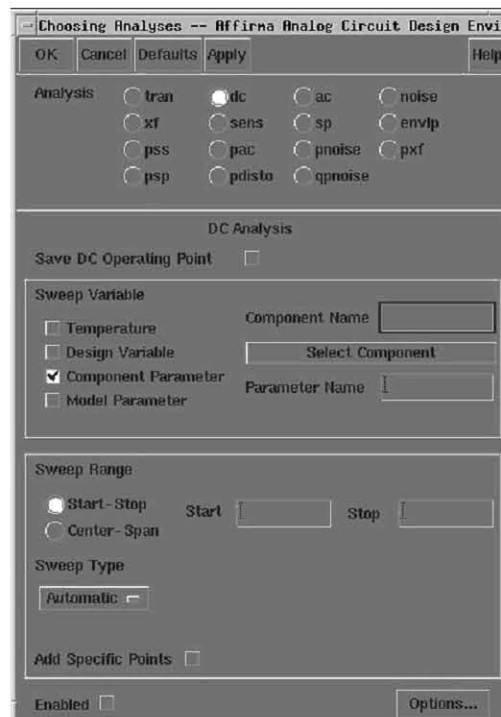 Choosing Analyses -- Affirma Analog Circuit Design Envi
OK Cancel Defaults Apply Help
Analysis tran dc ac noise
xf sens sp envlp
pss pac pnoise pxf
psp pdisto qpnoise
DC Analysis
Save DC Operating Point
Sweep Variable
Temperature
Design Variable
Component Parameter
Model Parameter
Component Name
Select Component
Parameter Name
Sweep Range
Start-Stop Start Stop
Center-Span
Sweep Type
Automatic
Add Specific Points
Enabled Options...